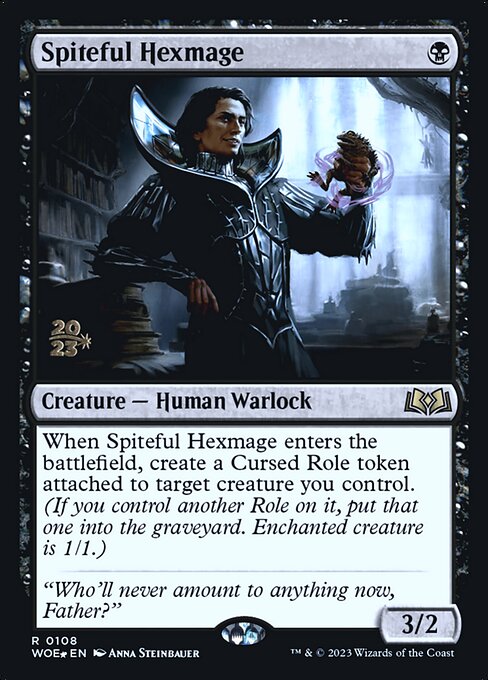 Spiteful Hexmage
20
23
Creature — Human Warlock
When Spiteful Hexmage enters the
battlefield, create a Cursed Role token
attached to target creature you control.
(If you control another Role on it, put that
one into the graveyard. Enchanted creature
is 1/1.)
“Who’ll never amount to anything now,
Father?”
3/2
R 0108
WOE★EN Anna Steinbauer
™ & © 2023 Wizards of the Coast